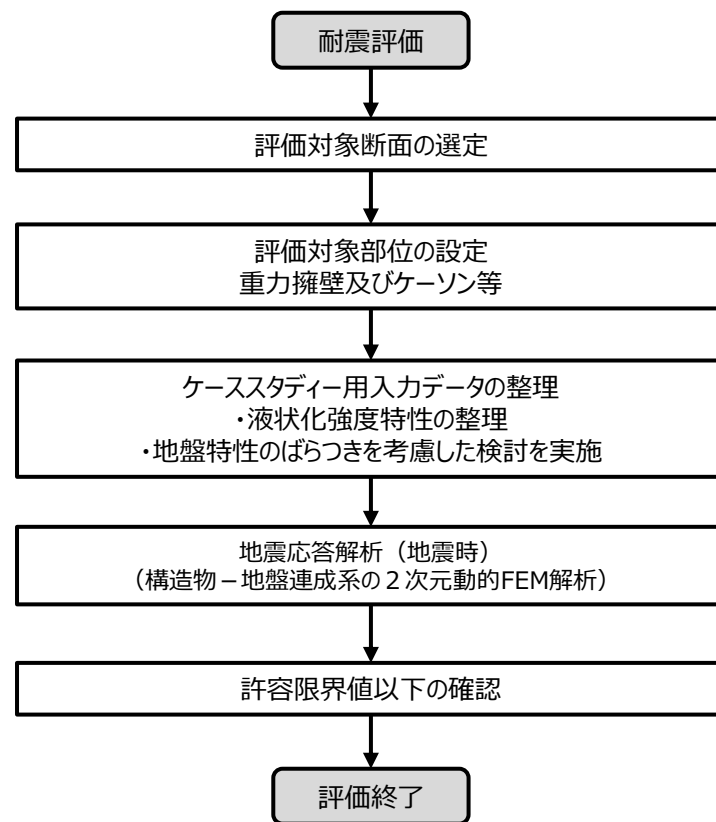 耐震評価
評価対象断面の選定
評価対象部位の設定
重力擁壁及びケーソン等
ケーススタディー用入力データの整理
・液状化強度特性の整理
・地盤特性のばらつきを考慮した検討を実施
地震応答解析（地震時）
（構造物－地盤連成系の２次元動的FEM解析）
許容限界値以下の確認
評価終了